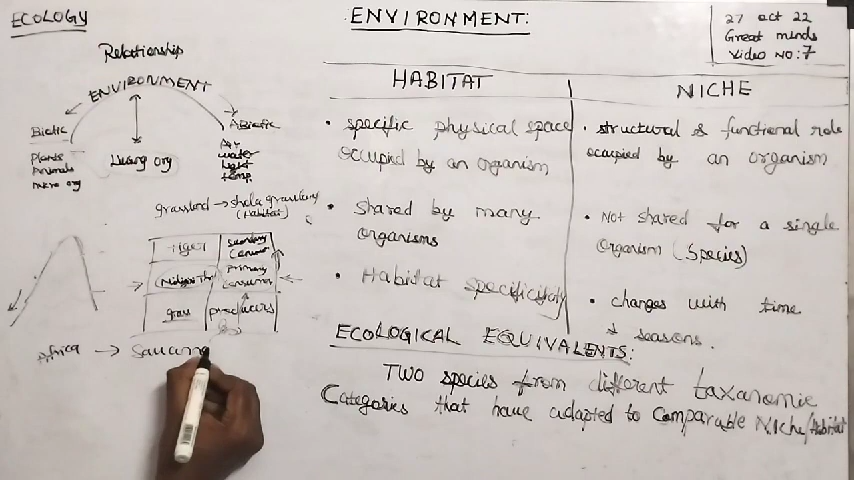 ECOLOGY
ENVIRONMENT:
27 oct 22
Great minds
Video NO:7
Relationship
ENVIRONMENT
Biotic
Abiotic
Plants
Animals
micro org
Living org
Air
water
Light
temp.
grassland → shola grassland
(Habitat)
Tiger
Secondary
Consumer
Primary
Consumer
grass
producers
Africa →
HABITAT
• specific physical space
occupied by an organism
• Shared by many
organisms
• Habitat specificity
NICHE
• structural & functional role
occupied by an organism
• Not shared for a single
Organism (Species)
• changes with time
& seasons.
ECOLOGICAL EQUIVALENTS:
TWO species from different taxanomic
Categories that have adapted to Comparable Niche/Habitat